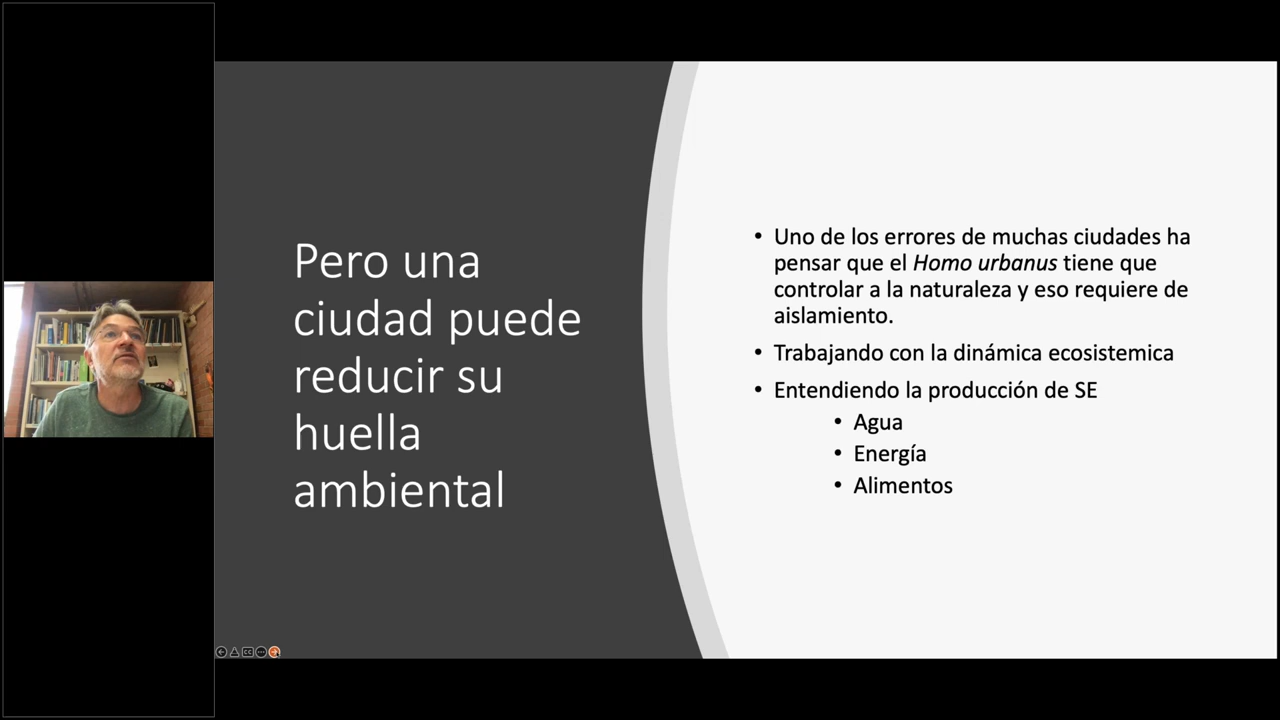 Pero una
ciudad puede
reducir su
huella
ambiental
• Uno de los errores de muchas ciudades ha
pensar que el Homo urbanus tiene que
controlar a la naturaleza y eso requiere de
aislamiento.
• Trabajando con la dinámica ecosistemica
• Entendiendo la producción de SE
• Agua
• Energía
• Alimentos